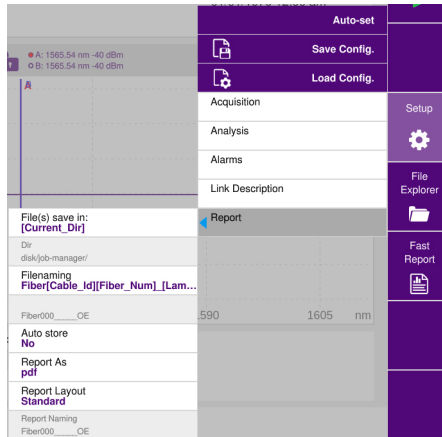 Auto-set
A: 1565.54 nm -40 dBm
B: 1565.54 nm -40 dBm
Save Config.
Load Config.
Acquisition
Analysis
Alarms
Link Description
Report
Setup
File Explorer
Fast Report
File(s) save in:
[Current_Dir]
Dir
disk/job-manager/
Filenaming
Fiber[Cable_Id][Fiber_Num]_[Lam...
Fiber000_____OE
Auto store
No
Report As
pdf
Report Layout
Standard
Report Naming
Fiber000____OE
1605
nm